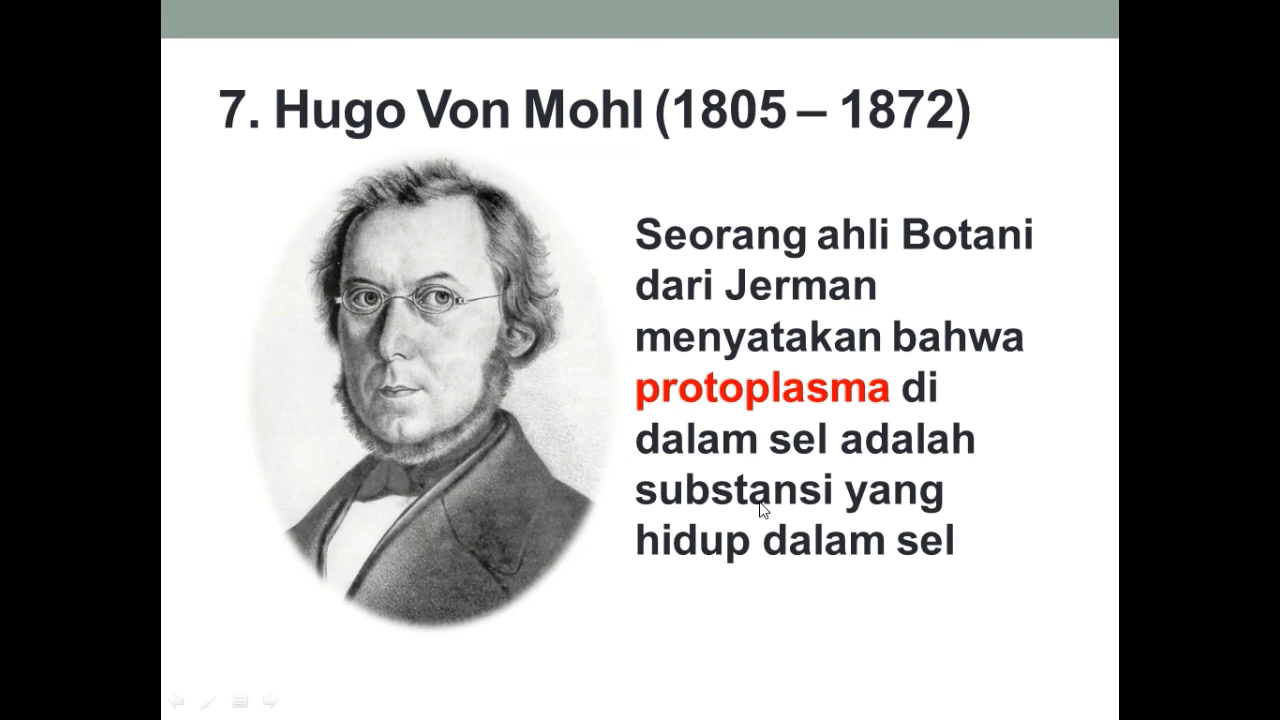 7. Hugo Von Mohl (1805 – 1872)
Seorang ahli Botani
dari Jerman
menyatakan bahwa
protoplasma di
dalam sel adalah
substansi yang
hidup dalam sel